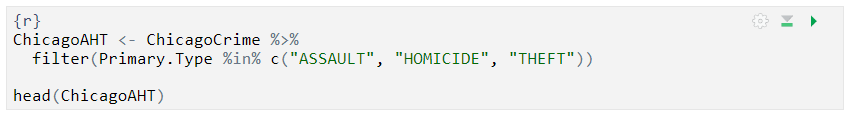 {r}
ChicagoAHT <- ChicagoCrime %>%
  filter(Primary.Type %in% c("ASSAULT", "HOMICIDE", "THEFT"))
head(ChicagoAHT)